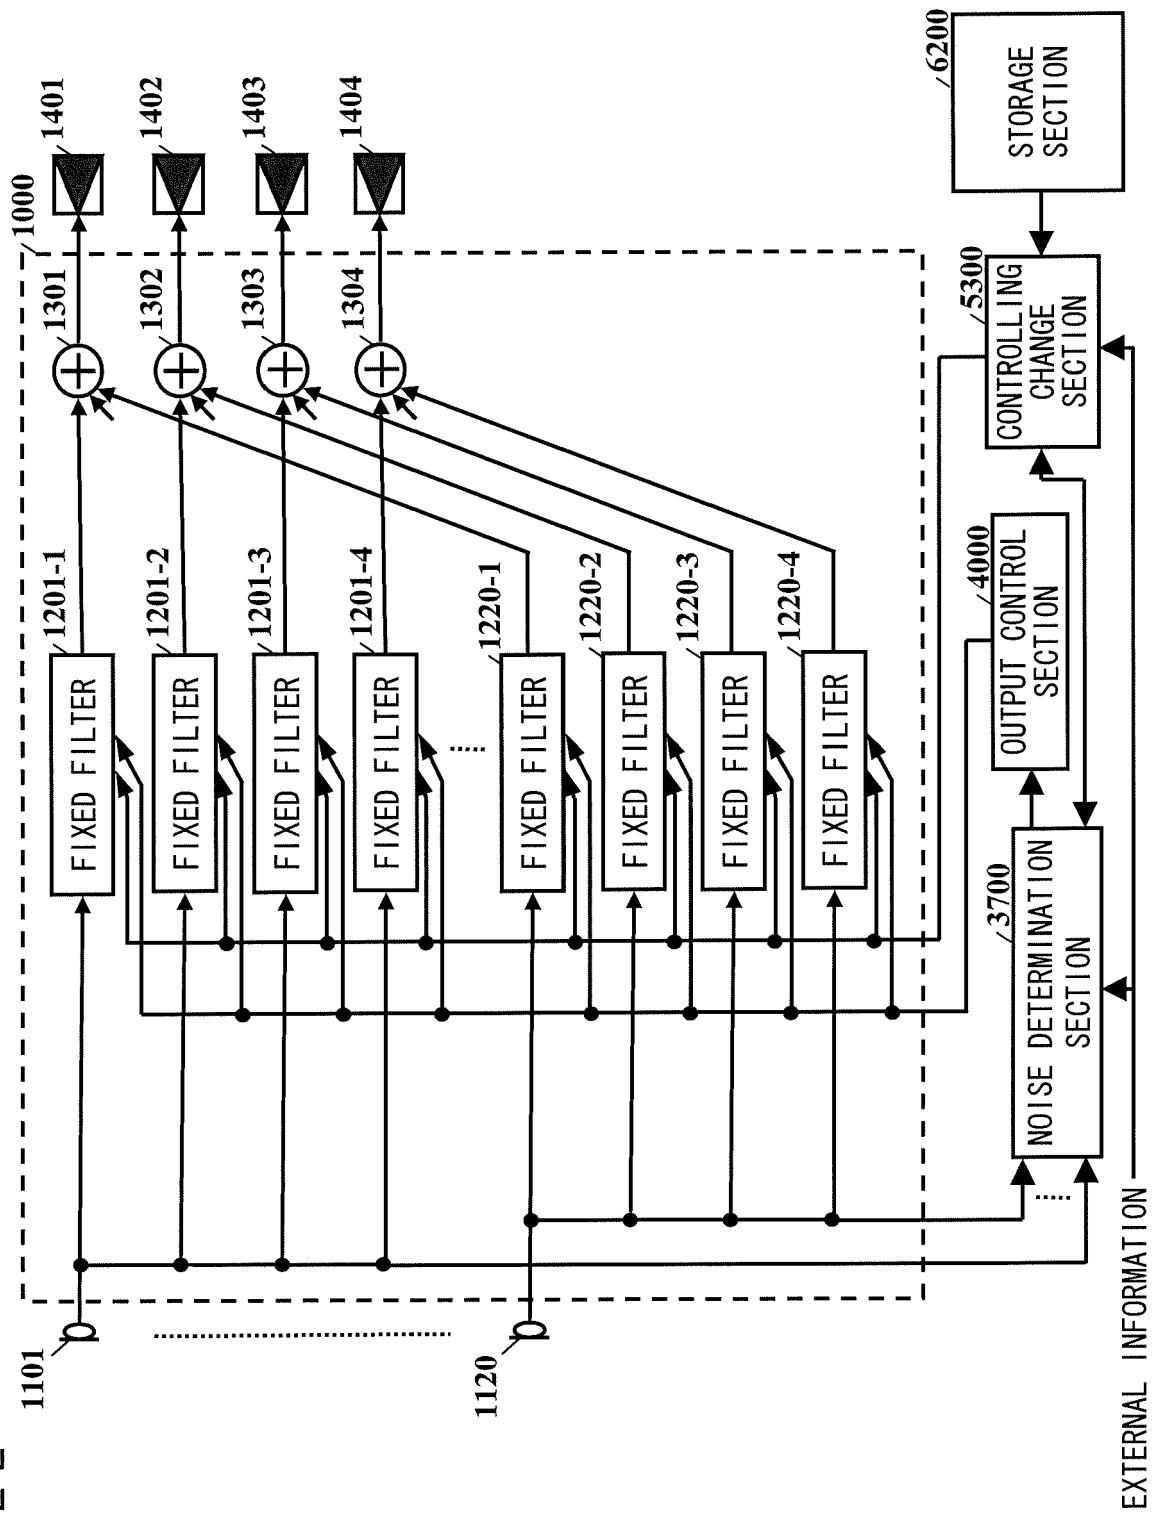 1000
1401
1402
1403
1404
1301
1302
1303
1304
1201-1
1201-2
1201-3
1201-4
1220-1
1220-2
1220-3
1220-4
FIXED FILTER
FIXED FILTER
FIXED FILTER
FIXED FILTER
FIXED FILTER
FIXED FILTER
FIXED FILTER
FIXED FILTER
1101
1120
3700
NOISE DETERMINATION
SECTION
4000
OUTPUT CONTROL
SECTION
5300
CONTROLLING
CHANGE
SECTION
6200
STORAGE
SECTION
EXTERNAL INFORMATION